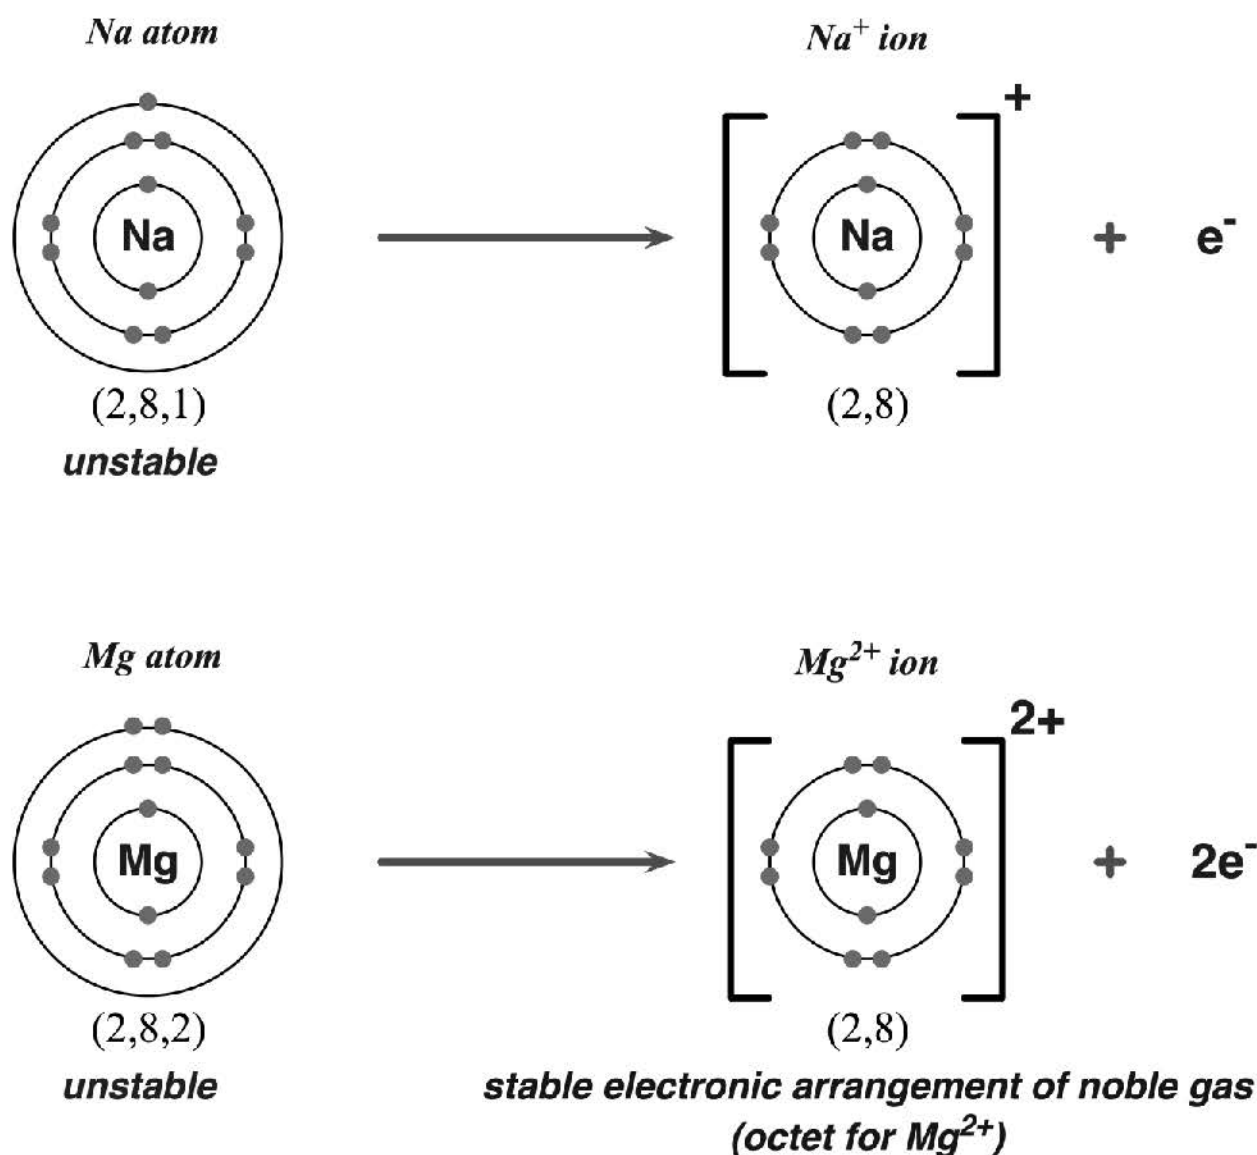 Na atom
Na⁺ ion
+
Na
Na
+ e⁻
(2,8,1)
(2,8)
unstable
Mg atom
Mg²⁺ ion
2+
Mg
Mg
+ 2e⁻
(2,8,2)
(2,8)
unstable
stable electronic arrangement of noble gas
(octet for Mg²⁺)